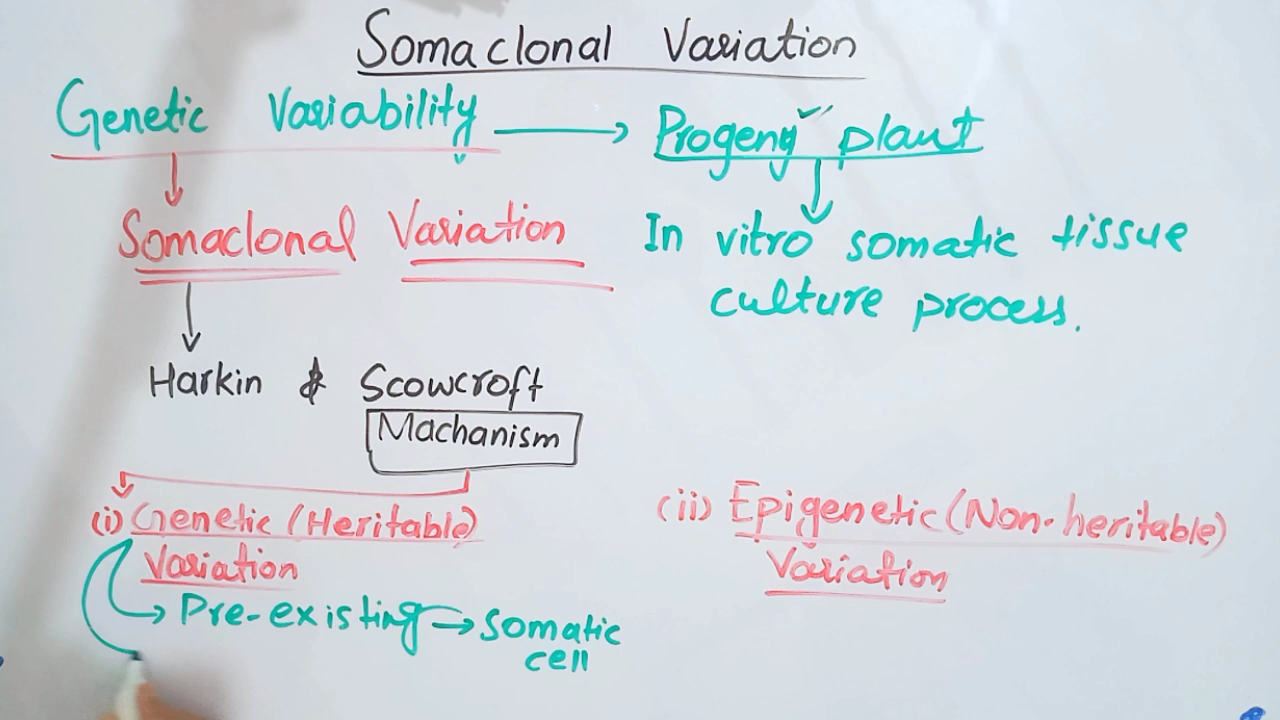 Somaclonal Variation
Genetic Variability → Progeny plant
Somaclonal Variation
In vitro somatic tissue
culture process.
Harkin & Scowcroft
Machanism
(i) Genetic (Heritable)
Variation
(ii) Epigenetic (Non-heritable)
Variation
→ Pre-existing → somatic
cell